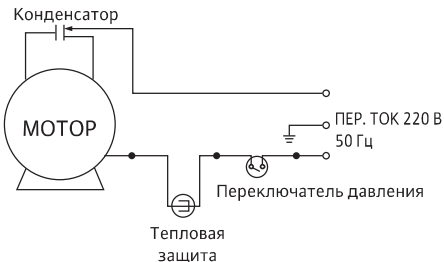 Конденсатор
МОТОР
ПЕР. ТОК 220 В
50 Гц
Переключатель давления
Тепловая
защита